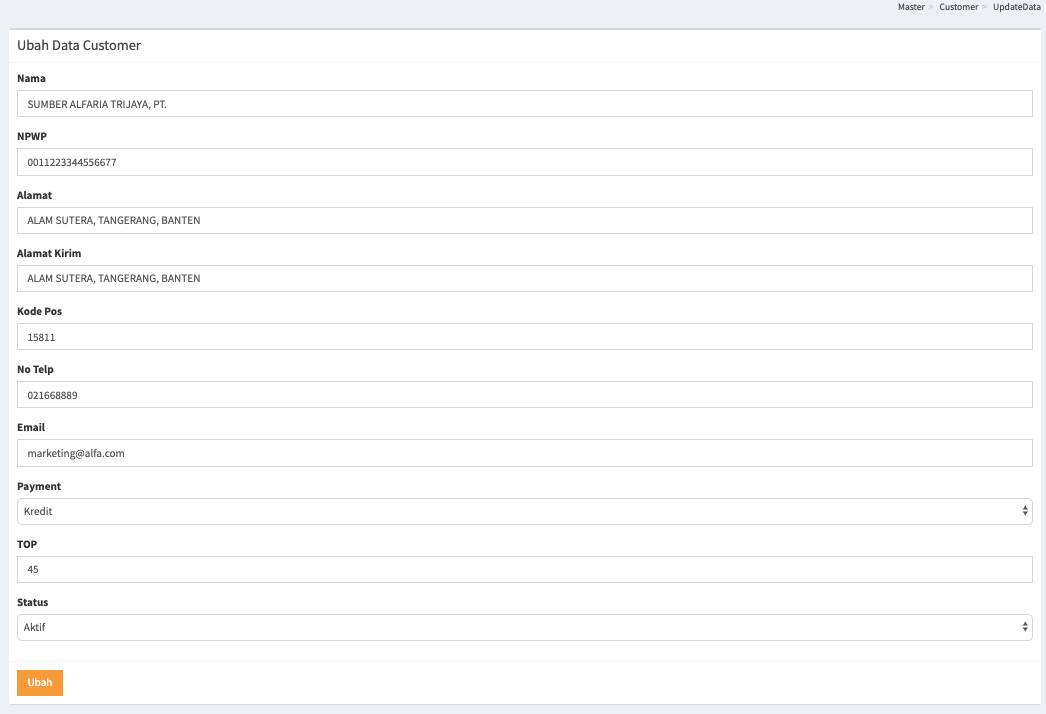 Master > Customer > UpdateData
Ubah Data Customer
Nama
SUMBER ALFARIA TRIJAYA, PT.
NPWP
0011223344556677
Alamat
ALAM SUTERA, TANGERANG, BANTEN
Alamat Kirim
ALAM SUTERA, TANGERANG, BANTEN
Kode Pos
15811
No Telp
021668889
Email
marketing@alfa.com
Payment
Kredit
TOP
45
Status
Aktif
Ubah